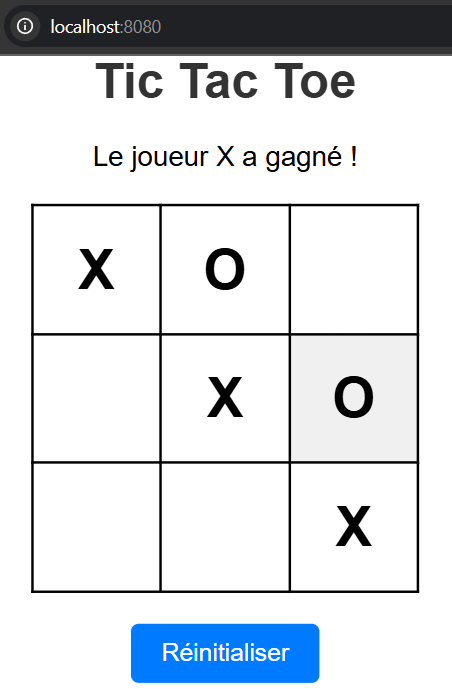 localhost:8080
Tic Tac Toe
Le joueur X a gagné !
X O
X O
X
Réinitialiser